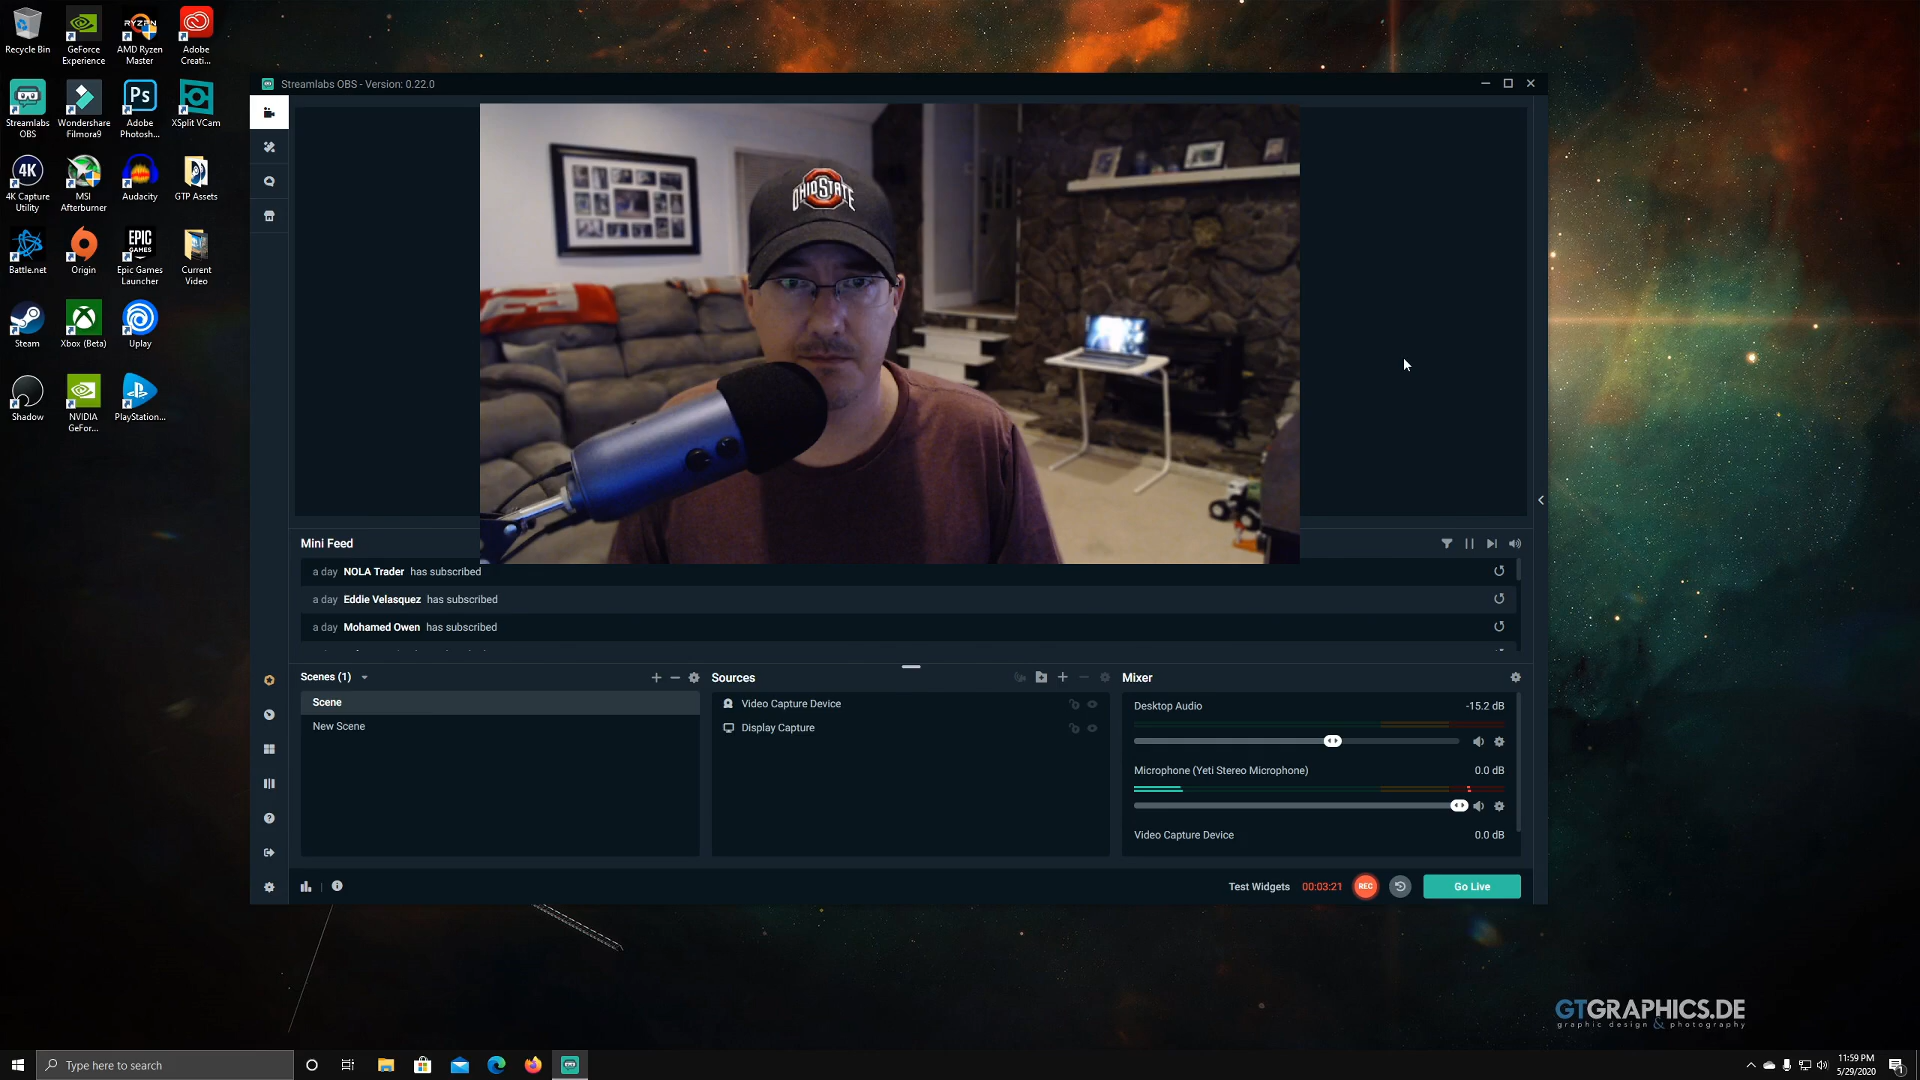 Recycle Bin
GeForce
Experience
RYZEN
AMD Ryzen
Master
Adobe
Creati...
Streamlabs
OBS
Wondershare
Filmora9
Ps
Adobe
Photosh...
XSplit VCam
4K
4K Capture
Utility
MSI
Afterburner
Audacity
GTP Assets
Battle.net
Origin
EPIC
GAMES
Epic Games
Launcher
Current
Video
Steam
Xbox (Beta)
Uplay
Shadow
NVIDIA
GeFor...
PlayStation...
Streamlabs OBS - Version: 0.22.0
OHIO STATE
Mini Feed
a day NOLA Trader has subscribed
a day Eddie Velasquez has subscribed
a day Mohamed Owen has subscribed
Scenes (1)
Scene
New Scene
Sources
Video Capture Device
Display Capture
Mixer
Desktop Audio -15.2 dB
Microphone (Yeti Stereo Microphone) 0.0 dB
Video Capture Device 0.0 dB
Test Widgets 00:03:21 REC Go Live
GTGRAPHICS.DE
graphic design & photography
Type here to search
11:59 PM
5/29/2020
1